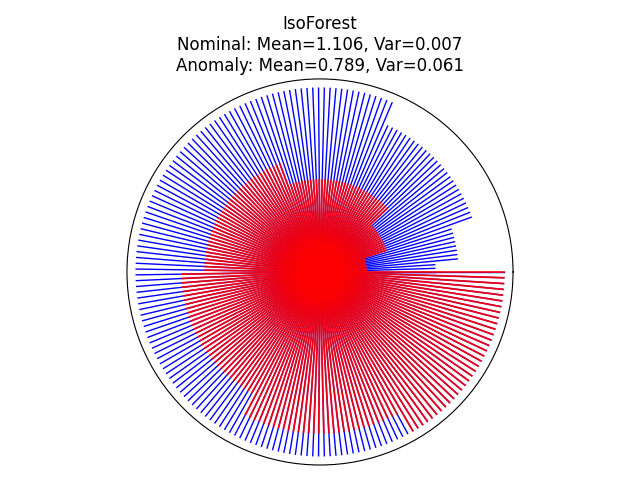 IsoForest
Nominal: Mean=1.106, Var=0.007
Anomaly: Mean=0.789, Var=0.061